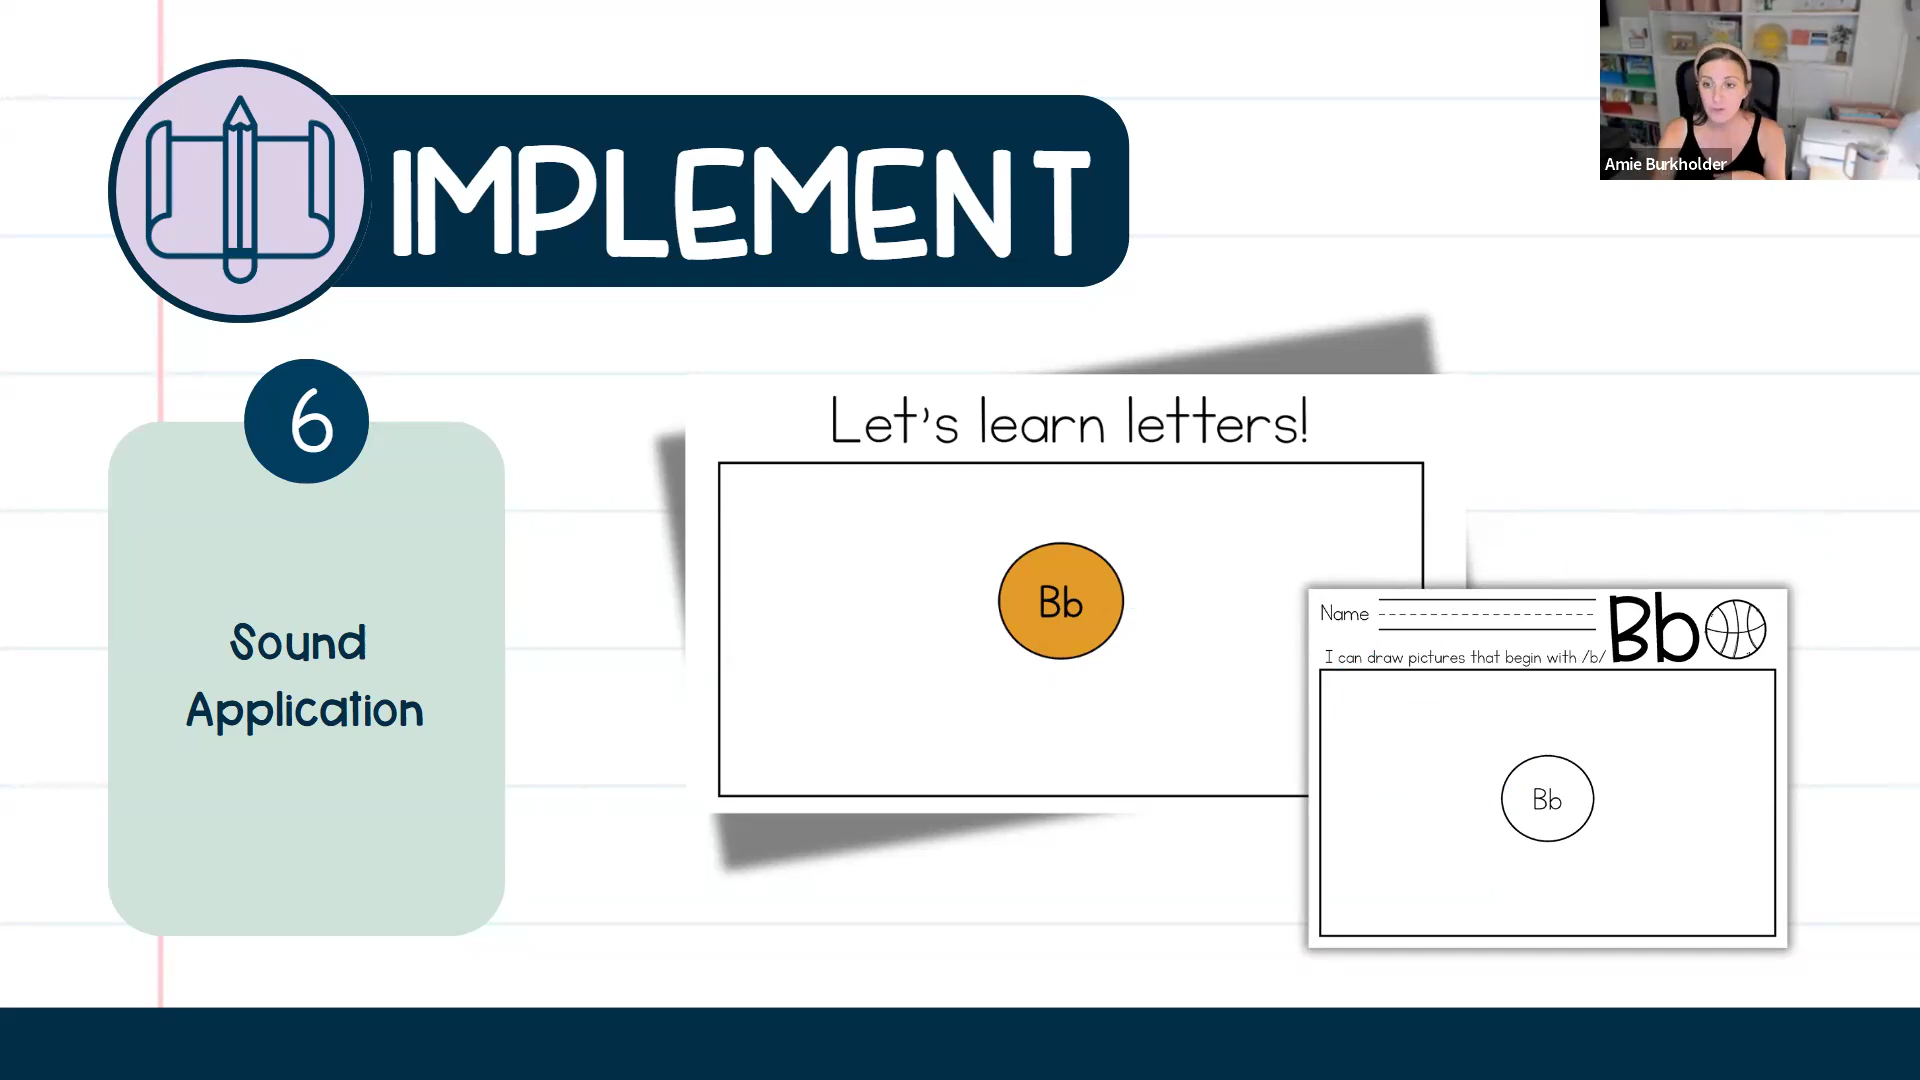 IMPLEMENT
Amie Burkholder
6
Sound
Application
Let's learn letters!
Bb
Name
Bb
I can draw pictures that begin with /b/
Bb